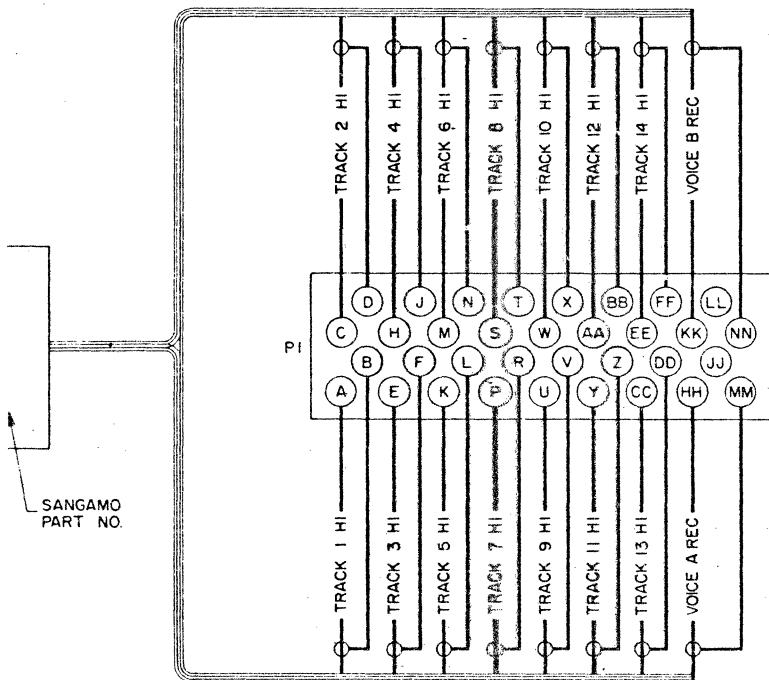 TRACK 2 HI
TRACK 4 HI
TRACK 6 HI
TRACK 8 HI
TRACK 10 HI
TRACK 12 HI
TRACK 14 HI
VOICE B REC
P1
D J N T X BB FF LL
C H M S W AA EE KK NN
B F L R V Z DD JJ
A E K P U Y CC HH MM
SANGAMO
PART NO.
TRACK 1 HI
TRACK 3 HI
TRACK 5 HI
TRACK 7 HI
TRACK 9 HI
TRACK 11 HI
TRACK 13 HI
VOICE A REC